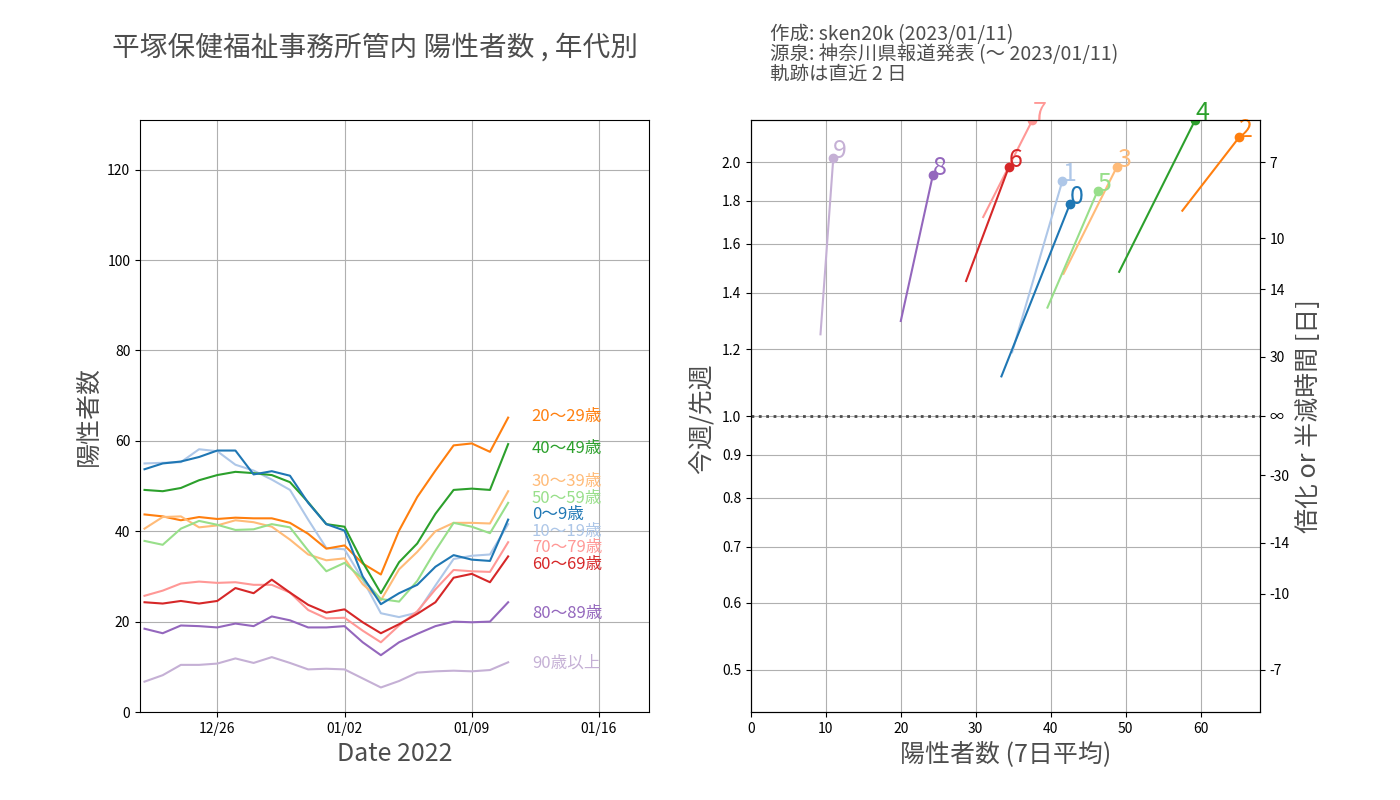 平塚保健福祉事務所管内 陽性者数 , 年代別
作成: sken20k (2023/01/11)
源泉: 神奈川県報道発表 (～ 2023/01/11)
軌跡は直近 2 日
陽性者数
120
100
80
60
40
20
0
20～29歳
40～49歳
30～39歳
50～59歳
0～9歳
10～19歳
70～79歳
60～69歳
80～89歳
90歳以上
12/26
01/02
01/09
01/16
Date 2022
今週/先週
2.0
1.8
1.6
1.4
1.2
1.0
0.9
0.8
0.7
0.6
0.5
9
8
7
6
1
0
5
3
4
2
7
10
14
30
∞
-30
-14
-10
-7
倍化 or 半減時間 [日]
0
10
20
30
40
50
60
陽性者数 (7日平均)